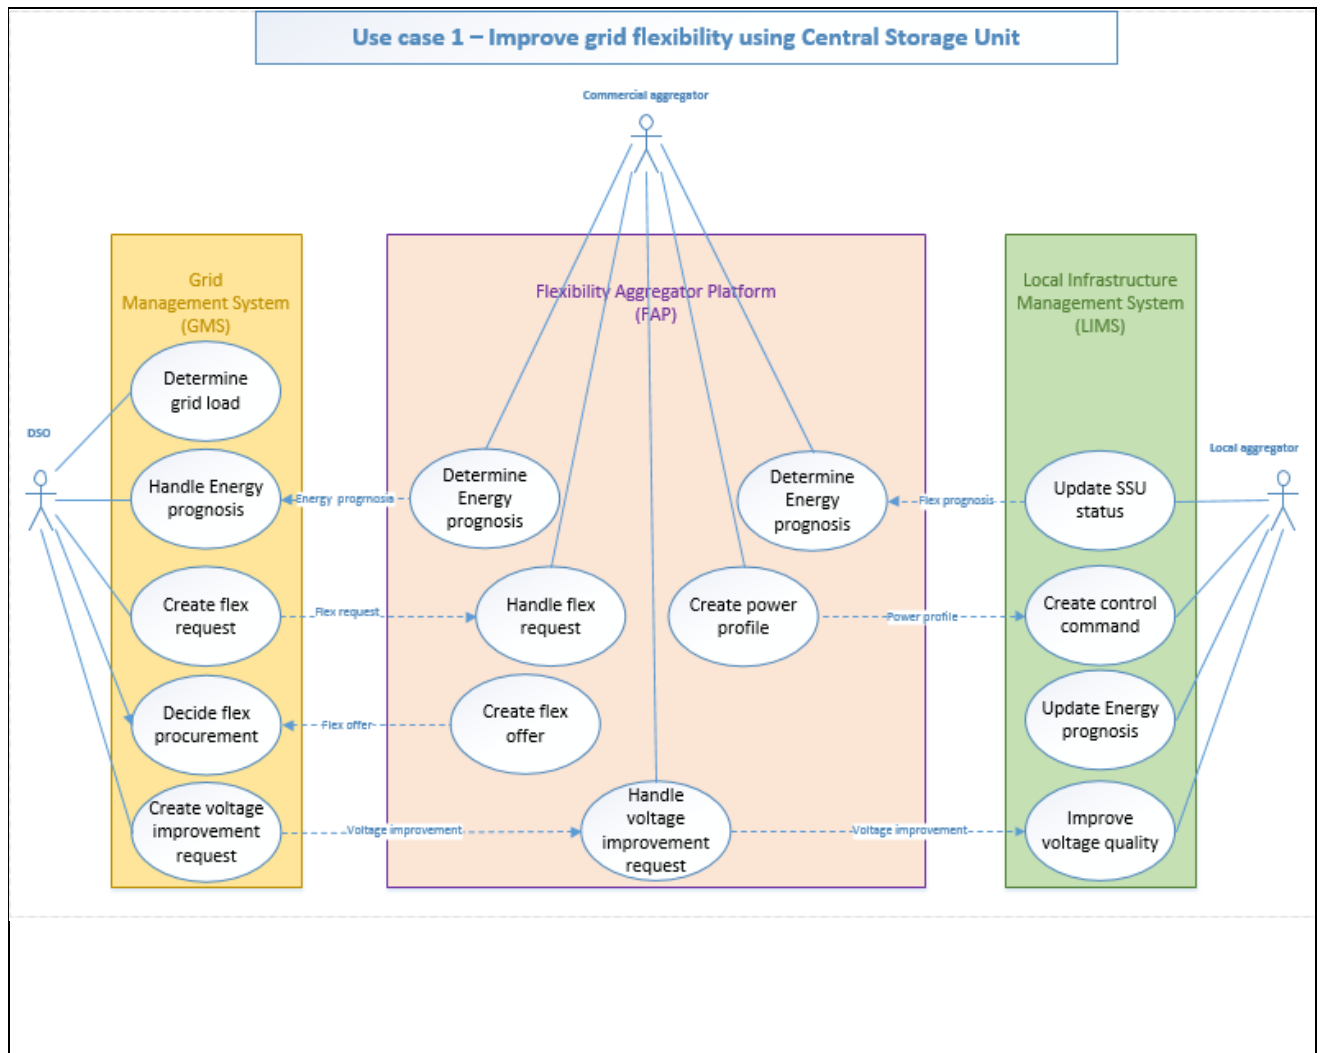 Use case 1 – Improve grid flexibility using Central Storage Unit
Commercial aggregator
Grid
Management System
(GMS)
Flexibility Aggregator Platform
(FAP)
Local Infrastructure
Management System
(LIMS)
Determine
grid load
DSO
Local aggregator
Handle Energy
prognosis
Energy progrnosis
Determine
Energy
prognosis
Determine
Energy
prognosis
Flex prognosis
Update SSU
status
Create flex
request
Flex request
Handle flex
request
Create power
profile
Power profile
Create control
command
Decide flex
procurement
Flex offer
Create flex
offer
Update Energy
prognosis
Create voltage
improvement
request
Voltage improvement
Handle
voltage
improvement
request
Voltage improvement
Improve
voltage quality